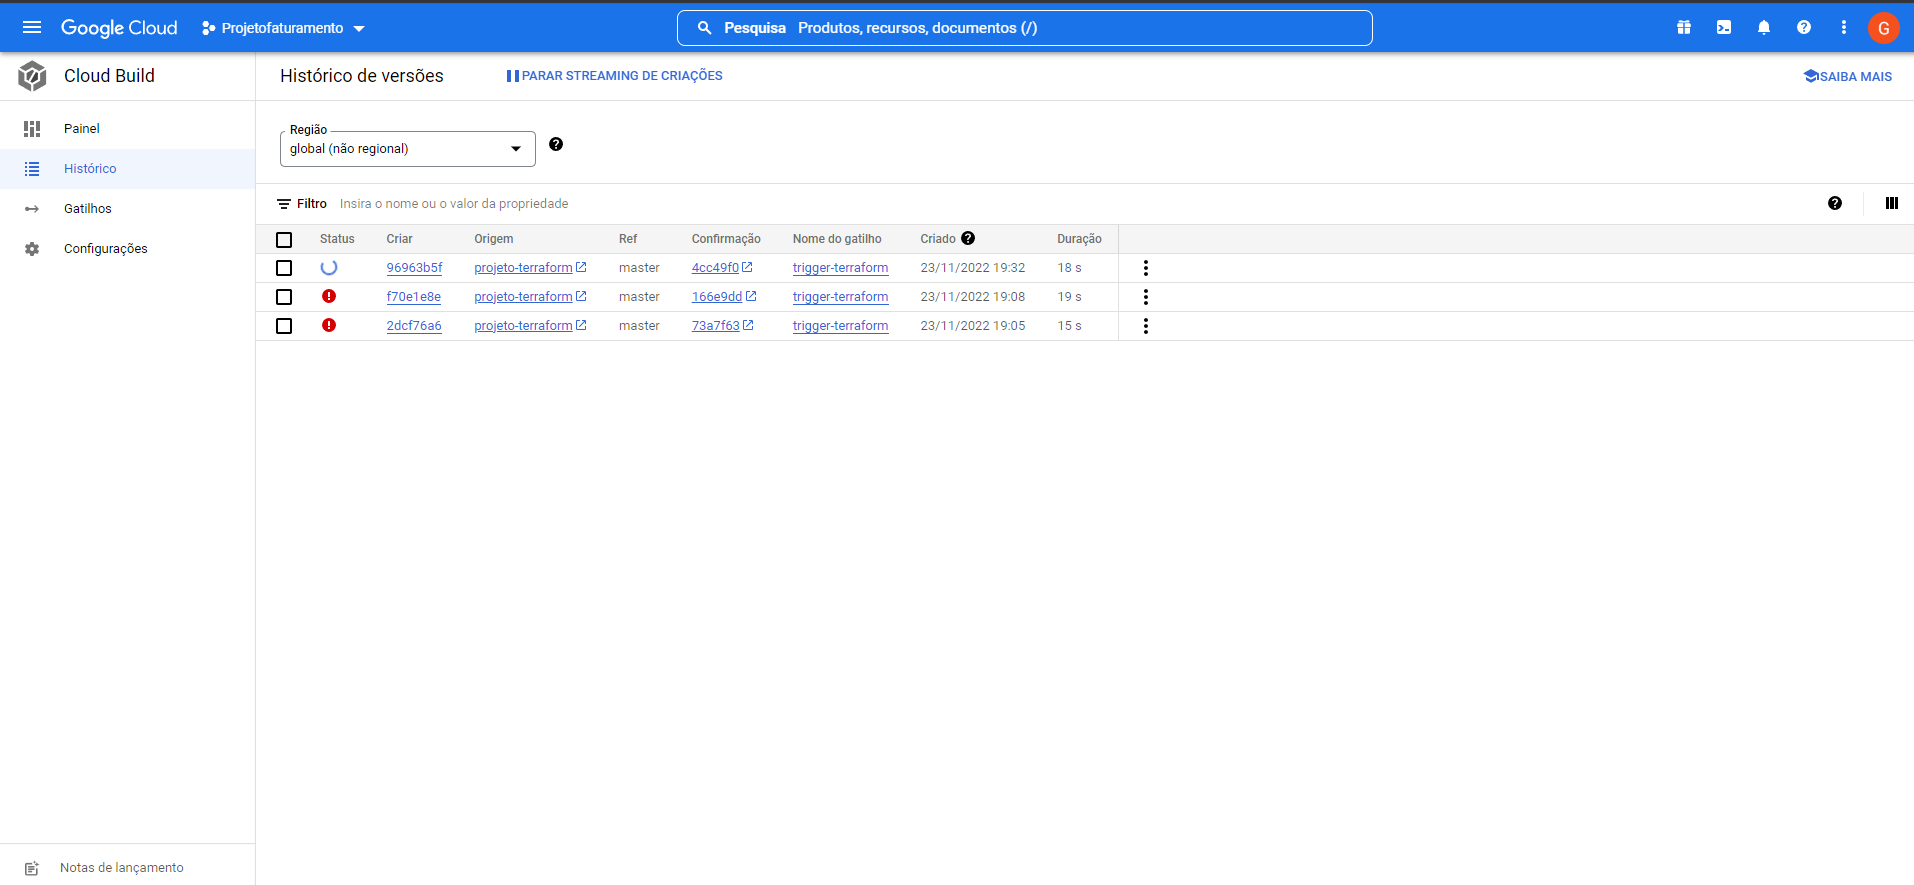 Google Cloud
Projetofaturamento
Pesquisa Produtos, recursos, documentos (/)
G
Cloud Build
Histórico de versões
PARAR STREAMING DE CRIAÇÕES
SAIBA MAIS
Painel
Histórico
Gatilhos
Configurações
Região
global (não regional)
Filtro Insira o nome ou o valor da propriedade
Status Criar Origem Ref Confirmação Nome do gatilho Criado Duração
96963b5f projeto-terraform master 4cc49f0 trigger-terraform 23/11/2022 19:32 18 s
f70e1e8e projeto-terraform master 166e9dd trigger-terraform 23/11/2022 19:08 19 s
2dcf76a6 projeto-terraform master 73a7f63 trigger-terraform 23/11/2022 19:05 15 s
Notas de lançamento